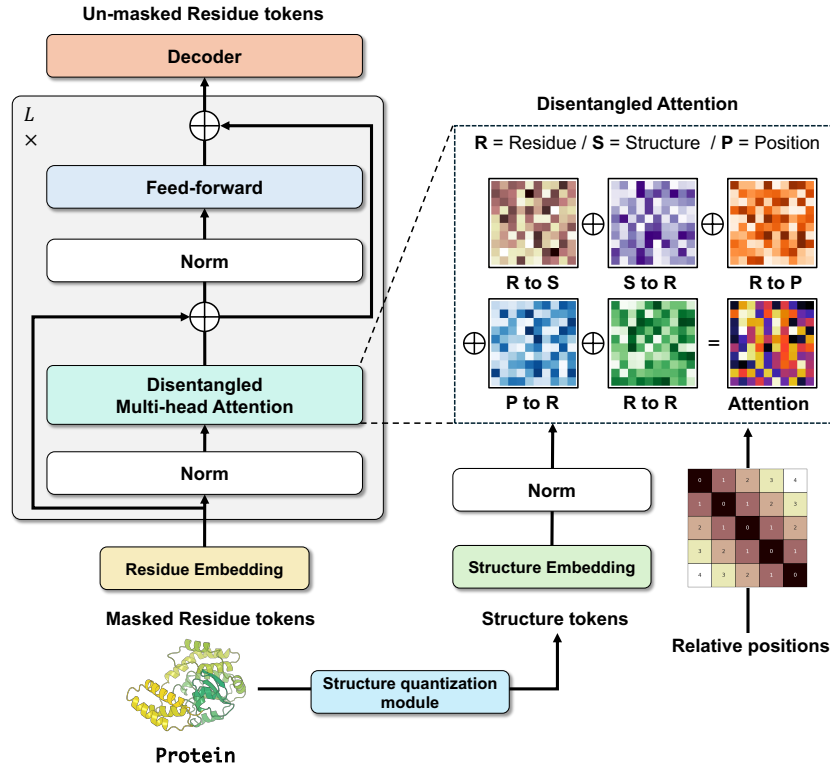 Un-masked Residue tokens
Decoder
L
×
Feed-forward
Norm
Disentangled
Multi-head Attention
Norm
Residue Embedding
Masked Residue tokens
Protein
Structure quantization
module
Disentangled Attention
R = Residue / S = Structure / P = Position
R to S
S to R
R to P
P to R
R to R
=
Attention
Norm
Structure Embedding
Structure tokens
0 1 2 3 4
1 0 1 2 3
2 1 0 1 2
3 2 1 0 1
4 3 2 1 0
Relative positions